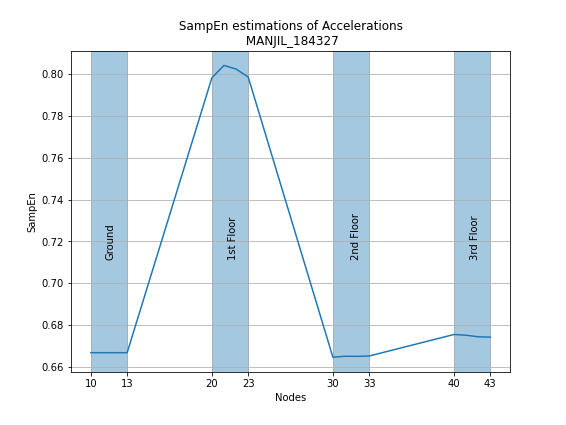 SampEn estimations of Accelerations
MANJIL_184327
0.80
0.78
0.76
0.74
0.72
0.70
0.68
0.66
SampEn
Ground
1st Floor
2nd Floor
3rd Floor
10 13 20 23 30 33 40 43
Nodes